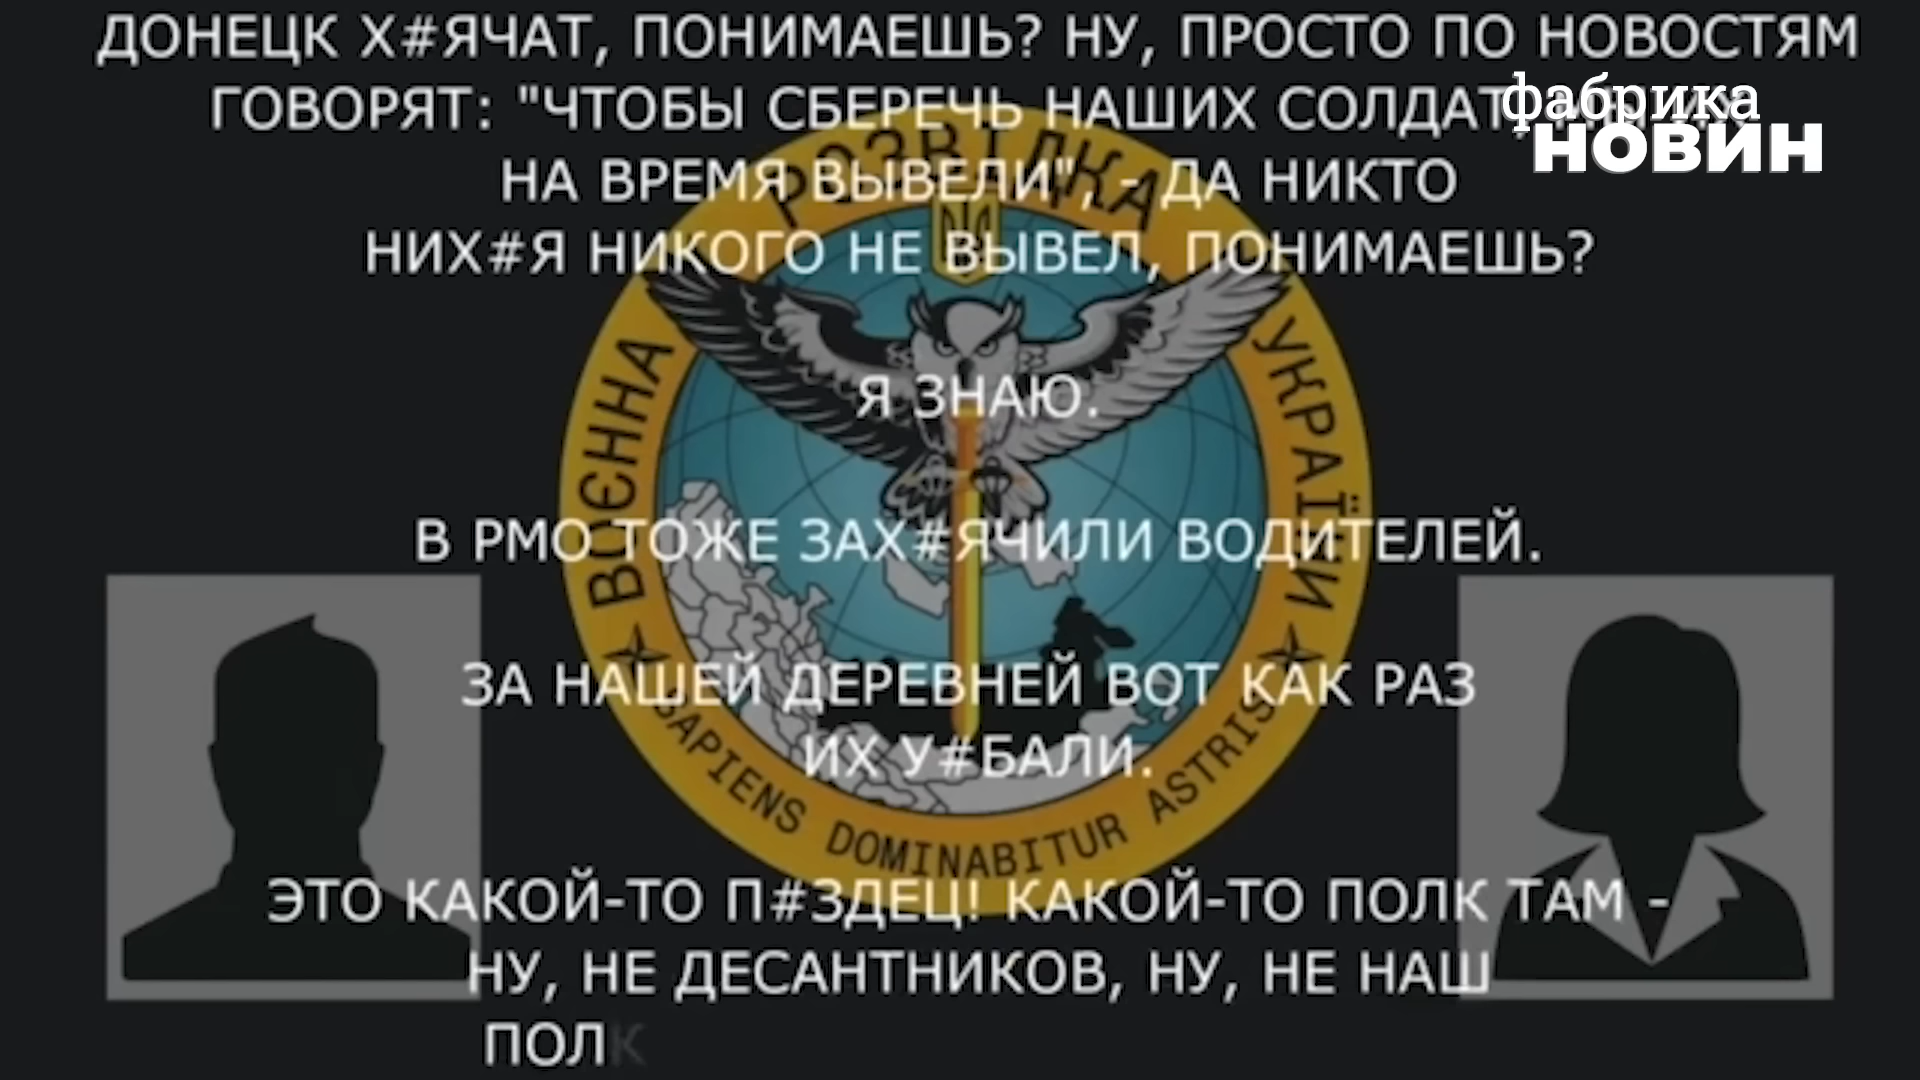 ДОНЕЦК Х#ЯЧАТ, ПОНИМАЕШЬ? НУ, ПРОСТО ПО НОВОСТЯМ
ГОВОРЯТ: "ЧТОБЫ СБЕРЕЧЬ НАШИХ СОЛДАТ,
фабрика
НОВИН
НА ВРЕМЯ ВЫВЕЛИ", - ДА НИКТО
НИХ#Я НИКОГО НЕ ВЫВЕЛ, ПОНИМАЕШЬ?
Я ЗНАЮ.
В РМО ТОЖЕ ЗАХ#ЯЧИЛИ ВОДИТЕЛЕЙ.
ЗА НАШЕЙ ДЕРЕВНЕЙ ВОТ КАК РАЗ
ИХ У#БАЛИ.
ЭТО КАКОЙ-ТО П#ЗДЕЦ! КАКОЙ-ТО ПОЛК ТАМ -
НУ, НЕ ДЕСАНТНИКОВ, НУ, НЕ НАШ
ПОЛК
ВОЄННА РОЗВІДКА УКРАЇНИ
SAPIENS DOMINABITUR ASTRIS